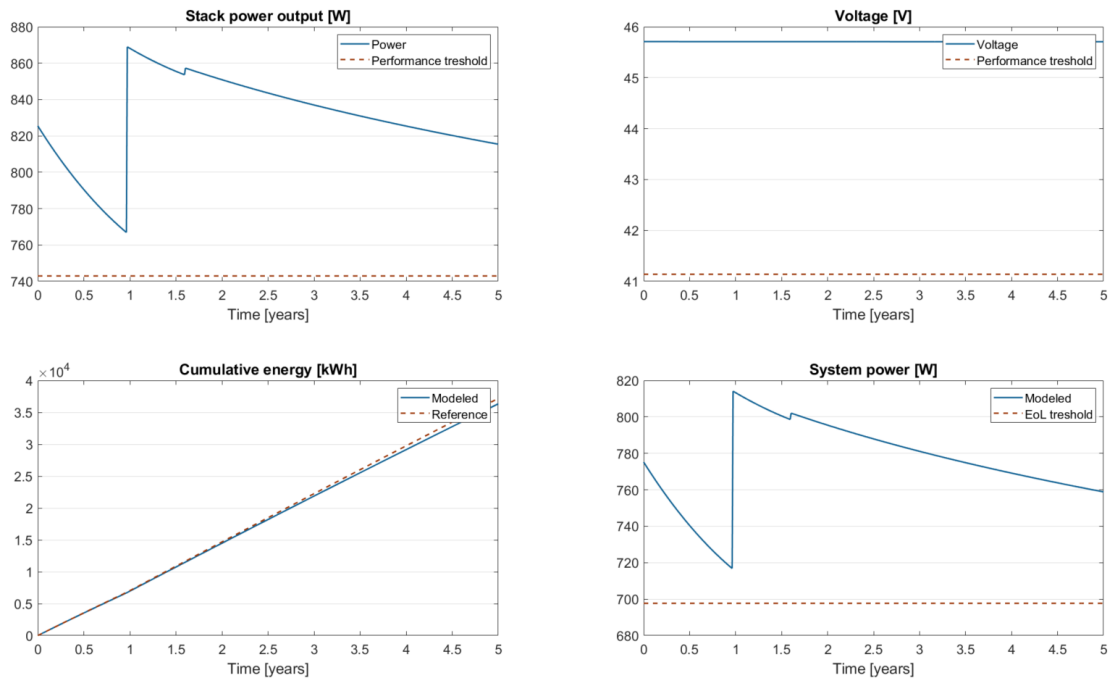 Stack power output [W]
880
860
840
820
800
780
760
740
Power
Performance treshold
0 0.5 1 1.5 2 2.5 3 3.5 4 4.5 5
Time [years]
Voltage [V]
46
45
44
43
42
41
Voltage
Performance treshold
0 0.5 1 1.5 2 2.5 3 3.5 4 4.5 5
Time [years]
Cumulative energy [kWh]
× 10⁴
4
3.5
3
2.5
2
1.5
1
0.5
0
Modeled
Reference
0 0.5 1 1.5 2 2.5 3 3.5 4 4.5 5
Time [years]
System power [W]
820
800
780
760
740
720
700
680
Modeled
EoL treshold
0 0.5 1 1.5 2 2.5 3 3.5 4 4.5 5
Time [years]